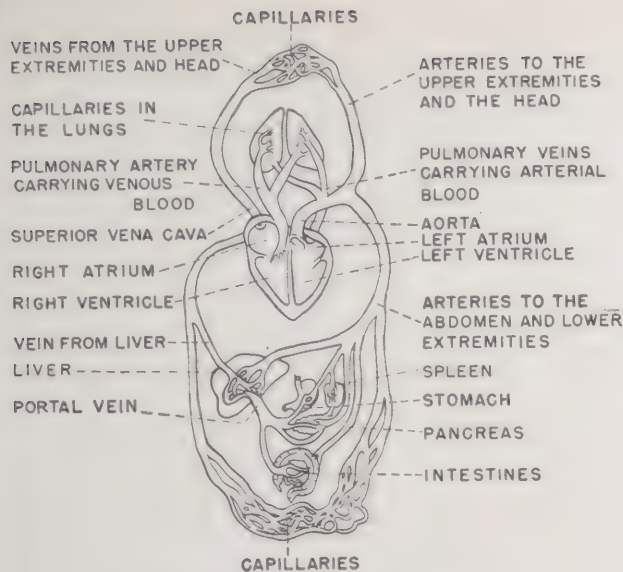 CAPILLARIES
VEINS FROM THE UPPER
EXTREMITIES AND HEAD
CAPILLARIES IN
THE LUNGS
PULMONARY ARTERY
CARRYING VENOUS
BLOOD
SUPERIOR VENA CAVA
RIGHT ATRIUM
RIGHT VENTRICLE
VEIN FROM LIVER
LIVER
PORTAL VEIN
ARTERIES TO THE
UPPER EXTREMITIES
AND THE HEAD
PULMONARY VEINS
CARRYING ARTERIAL
BLOOD
AORTA
LEFT ATRIUM
LEFT VENTRICLE
ARTERIES TO THE
ABDOMEN AND LOWER
EXTREMITIES
SPLEEN
STOMACH
PANCREAS
INTESTINES
CAPILLARIES